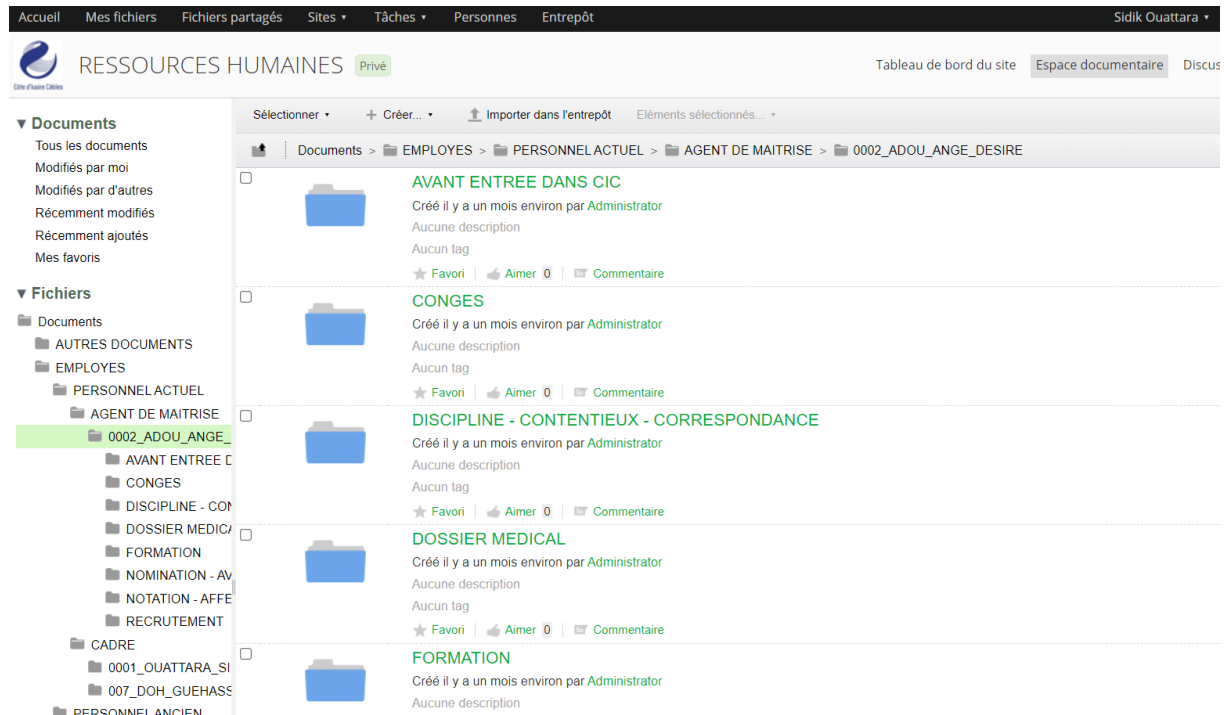 Accueil Mes fichiers Fichiers partagés Sites ▾ Tâches ▾ Personnes Entrepôt Sidik Ouattara ▾
Côte d'Ivoire Câbles
RESSOURCES HUMAINES Privé
Tableau de bord du site Espace documentaire Discus
▼ Documents
Tous les documents
Modifiés par moi
Modifiés par d'autres
Récemment modifiés
Récemment ajoutés
Mes favoris
▼ Fichiers
Documents
AUTRES DOCUMENTS
EMPLOYES
PERSONNEL ACTUEL
AGENT DE MAITRISE
0002_ADOU_ANGE_
AVANT ENTREE D
CONGES
DISCIPLINE - CON
DOSSIER MEDICA
FORMATION
NOMINATION - AV
NOTATION - AFFE
RECRUTEMENT
CADRE
0001_OUATTARA_SI
007_DOH_GUEHASS
PERSONNEL ANCIEN
Sélectionner ▾ + Créer... ▾ Importer dans l'entrepôt Eléments sélectionnés... ▾
Documents > EMPLOYES > PERSONNEL ACTUEL > AGENT DE MAITRISE > 0002_ADOU_ANGE_DESIRE
AVANT ENTREE DANS CIC
Créé il y a un mois environ par Administrator
Aucune description
Aucun tag
Favori Aimer 0 Commentaire
CONGES
Créé il y a un mois environ par Administrator
Aucune description
Aucun tag
Favori Aimer 0 Commentaire
DISCIPLINE - CONTENTIEUX - CORRESPONDANCE
Créé il y a un mois environ par Administrator
Aucune description
Aucun tag
Favori Aimer 0 Commentaire
DOSSIER MEDICAL
Créé il y a un mois environ par Administrator
Aucune description
Aucun tag
Favori Aimer 0 Commentaire
FORMATION
Créé il y a un mois environ par Administrator
Aucune description